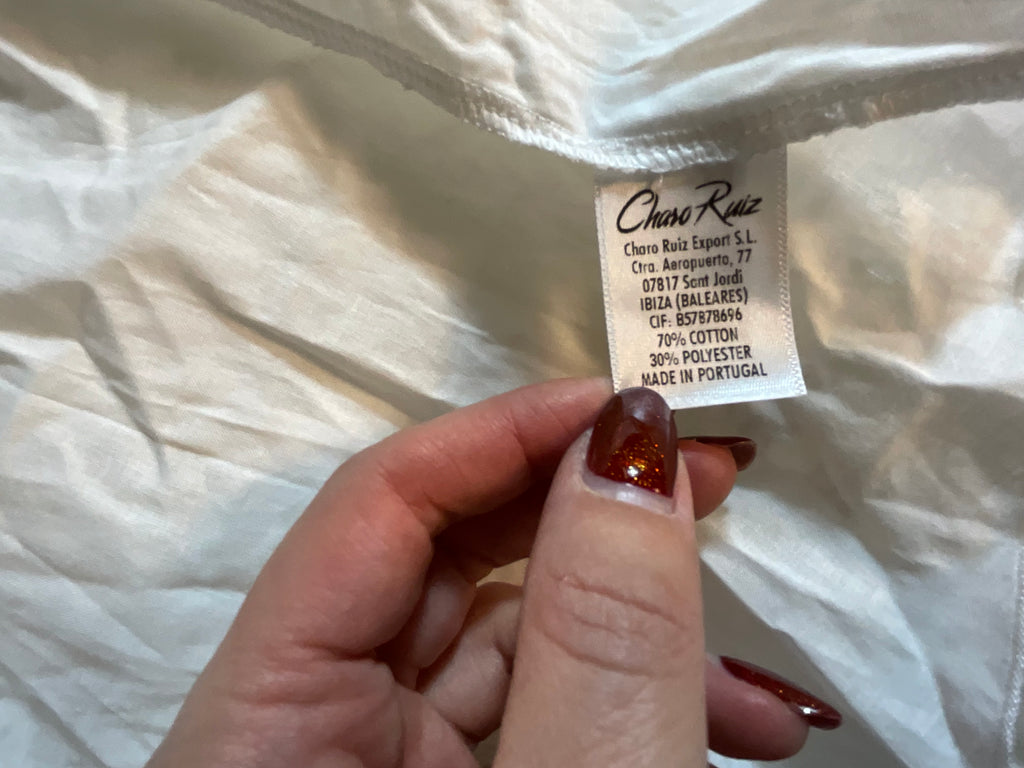 Charo Ruiz
Charo Ruiz Export S.L.
Ctra. Aeropuerto, 77
07817 Sant Jordi
IBIZA (BALEARES)
CIF: B57878696
70% COTTON
30% POLYESTER
MADE IN PORTUGAL